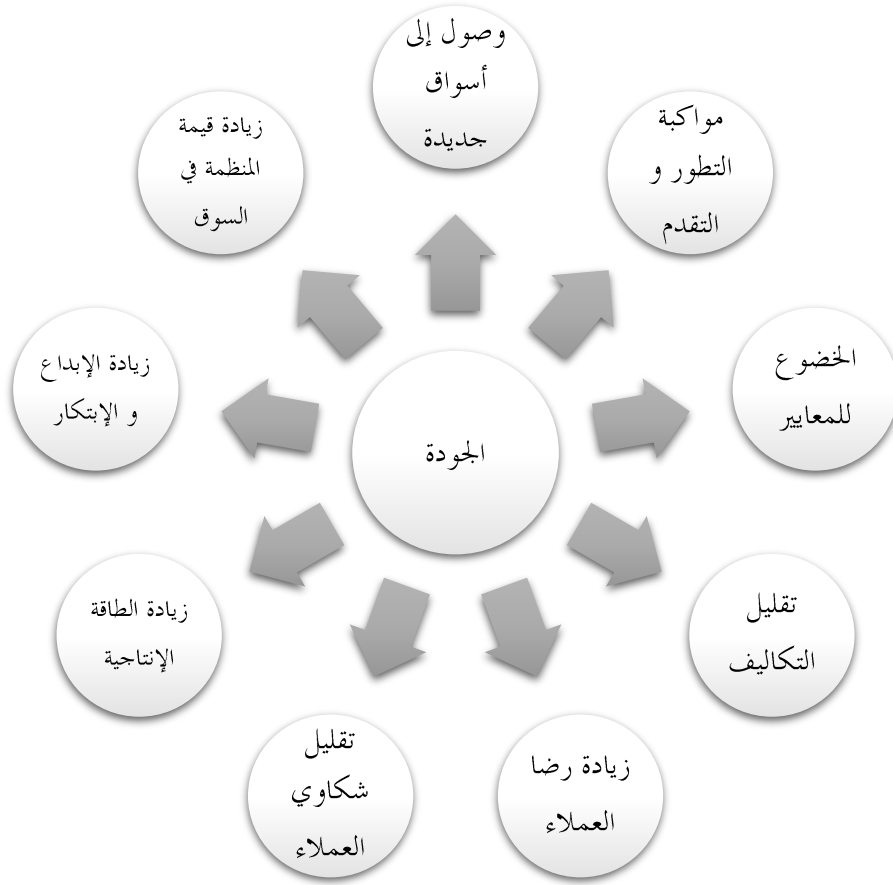 وصول إلى
أسواق
جديدة
مواكبة
التطور و
التقدم
الخضوع
للمعايير
تقليل
التكاليف
زيادة رضا
العملاء
تقليل
شكاوي
العملاء
زيادة الطاقة
الإنتاجية
زيادة الإبداع
و الإبتكار
زيادة قيمة
المنظمة في
السوق
الجودة